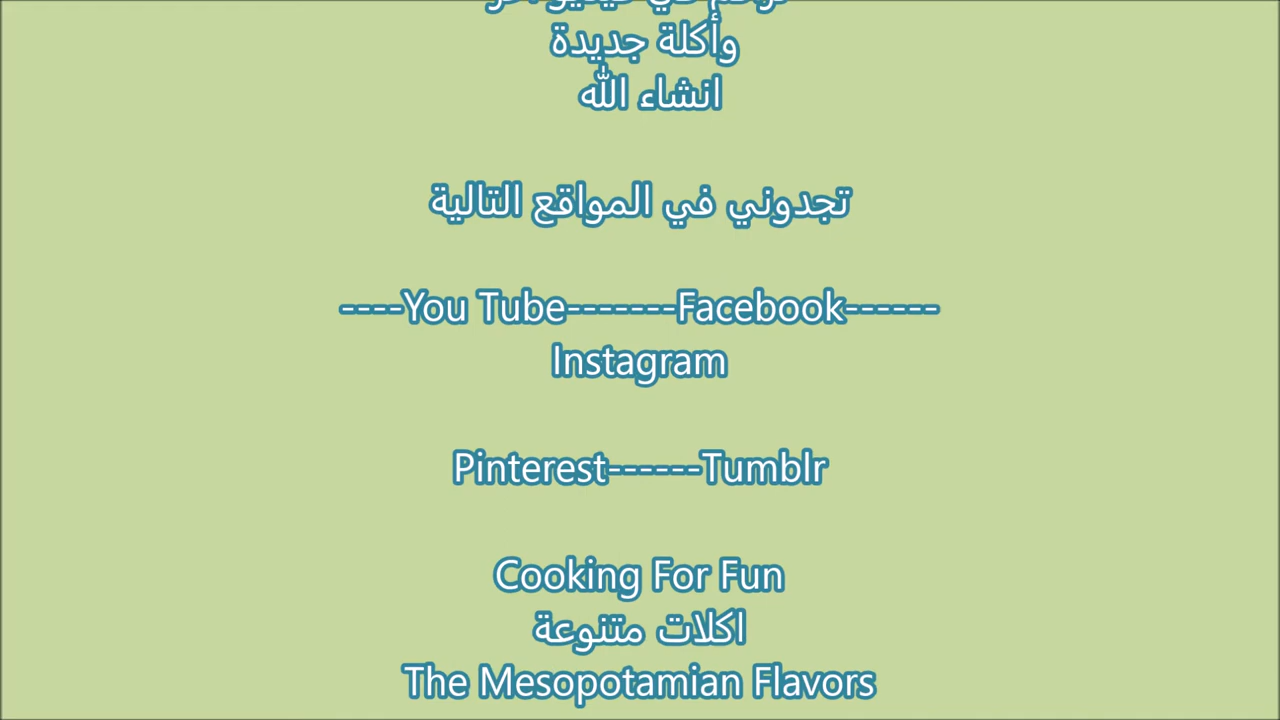 وأكلة جديدة
انشاء الله
تجدوني في المواقع التالية
----You Tube-------Facebook------
Instagram
Pinterest------Tumblr
Cooking For Fun
اكلات متنوعة
The Mesopotamian Flavors